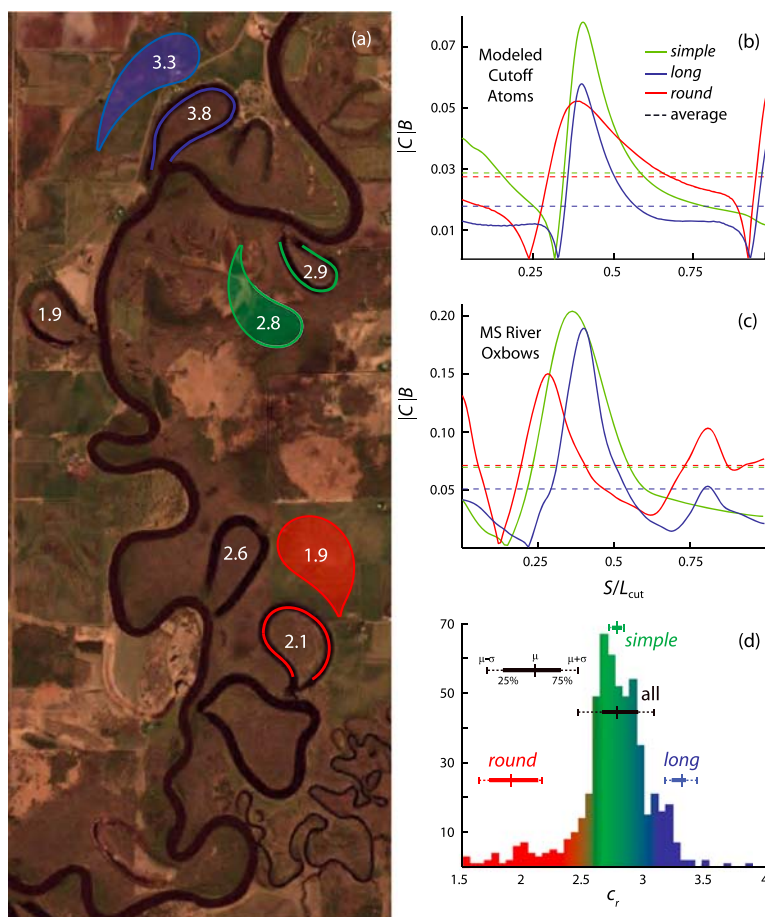 (a)
3.3
3.8
2.9
2.8
1.9
2.6
1.9
2.1
(b)
Modeled
Cutoff
Atoms
simple
long
round
average
|C|B
0.07
0.05
0.03
0.01
0.25
0.5
0.75
(c)
MS River
Oxbows
|C|B
0.20
0.15
0.10
0.05
0.25
0.5
0.75
S/Lcut
(d)
70
50
40
25
10
simple
μ-σ
μ
μ+σ
25%
75%
all
round
long
1.5
2
2.5
3
3.5
4
cr